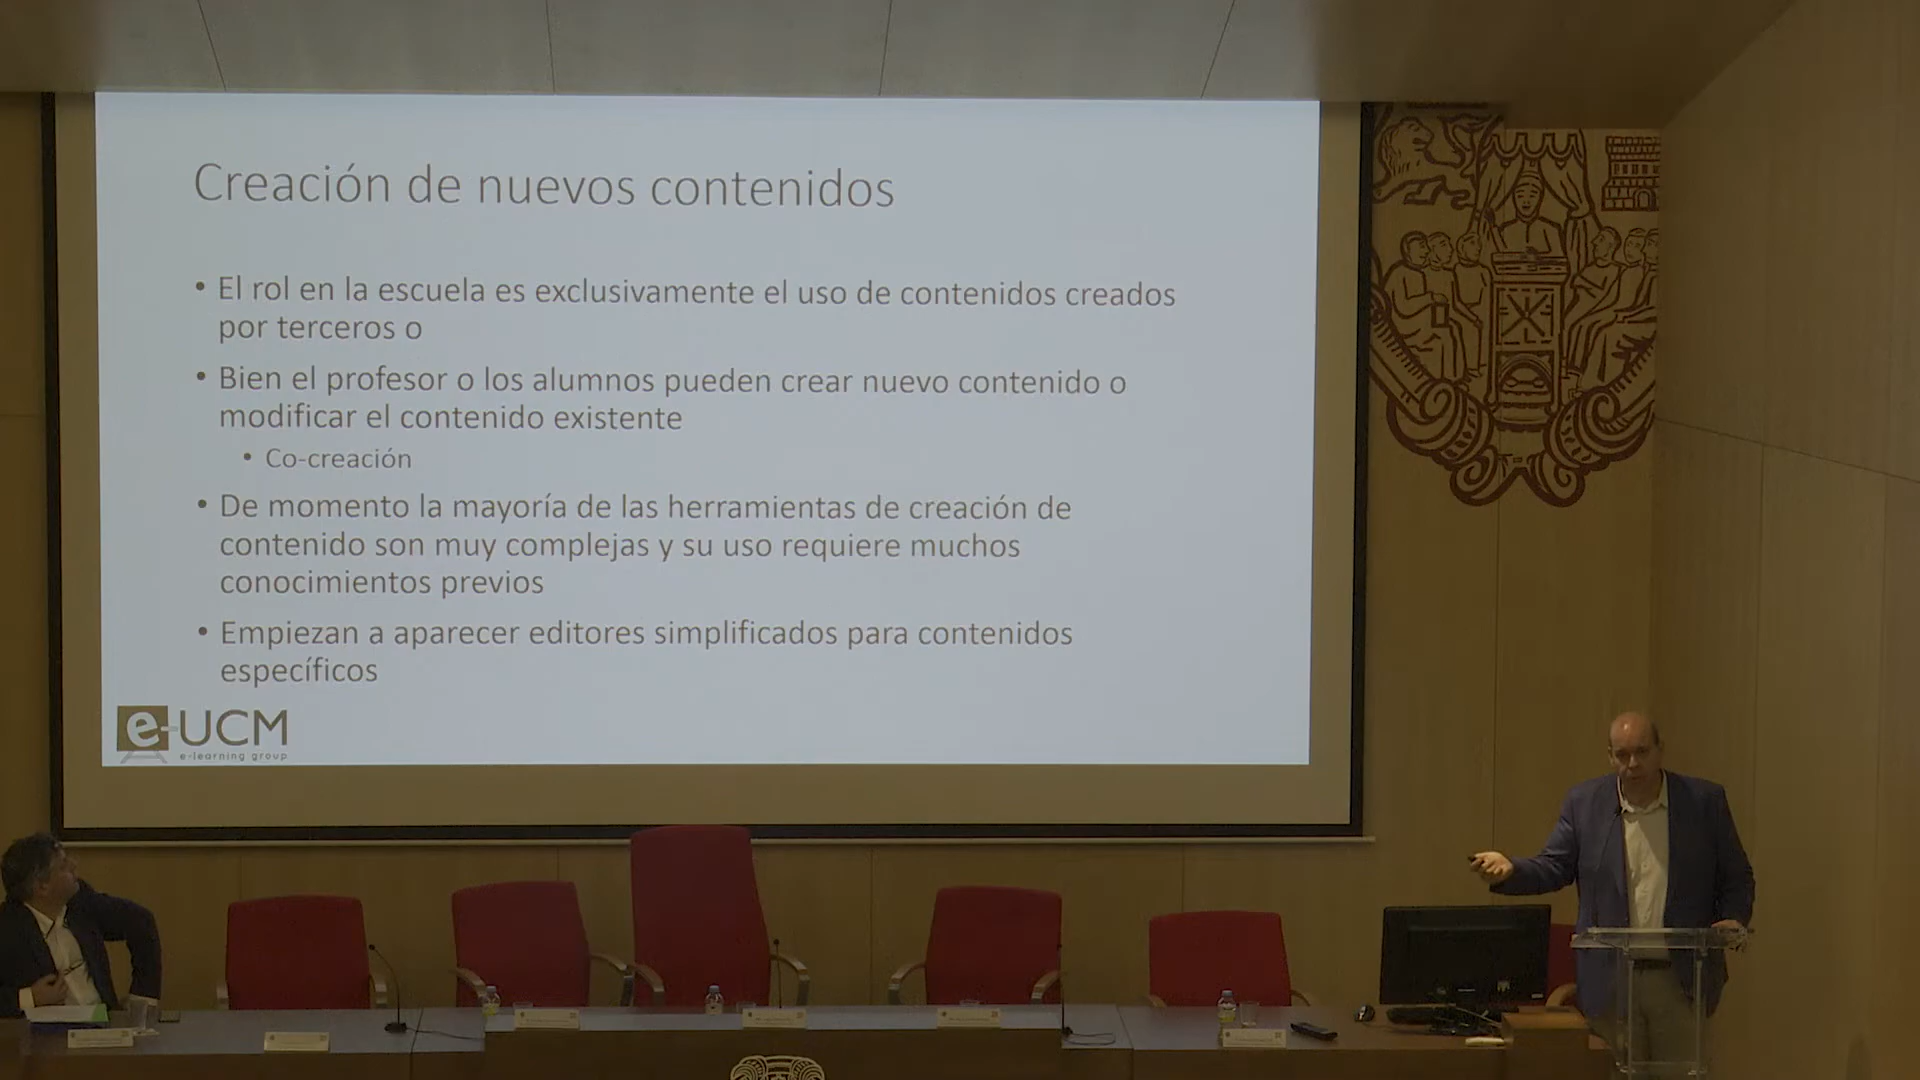 Creación de nuevos contenidos
• El rol en la escuela es exclusivamente el uso de contenidos creados
por terceros o
• Bien el profesor o los alumnos pueden crear nuevo contenido o
modificar el contenido existente
• Co-creación
• De momento la mayoría de las herramientas de creación de
contenido son muy complejas y su uso requiere muchos
conocimientos previos
• Empiezan a aparecer editores simplificados para contenidos
específicos
e-UCM
e-learning group